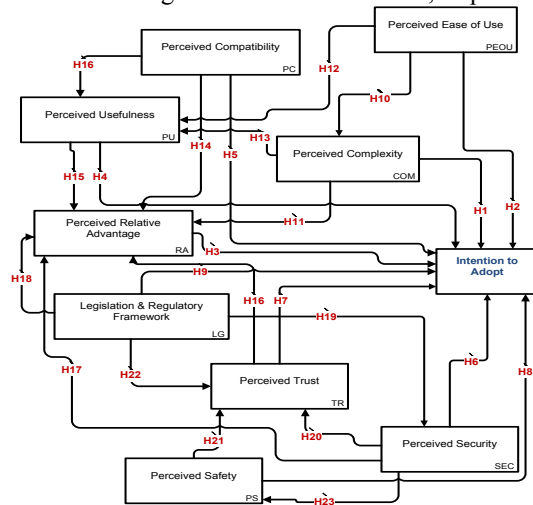 Perceived Ease of Use
PEOU
Perceived Compatibility
PC
H16
H12
H10
Perceived Usefulness
PU
H14
H5
H13
Perceived Complexity
COM
H15
H4
H1
H2
Perceived Relative
Advantage
RA
H11
H3
Intention to
Adopt
H18
H9
Legislation & Regulatory
Framework
LG
H16
H7
H19
H17
H22
H6
H8
Perceived Trust
TR
H21
H20
Perceived Security
SEC
Perceived Safety
PS
H23